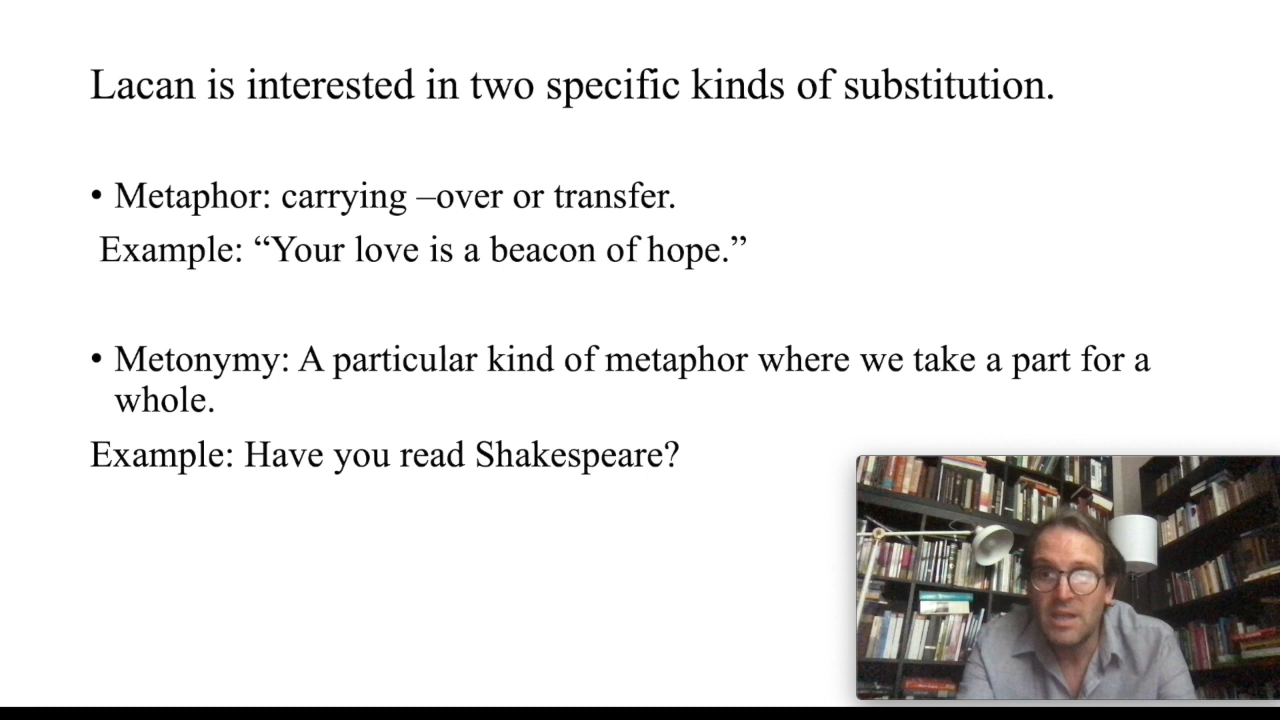 Lacan is interested in two specific kinds of substitution.
• Metaphor: carrying –over or transfer.
Example: “Your love is a beacon of hope.”
• Metonymy: A particular kind of metaphor where we take a part for a
whole.
Example: Have you read Shakespeare?